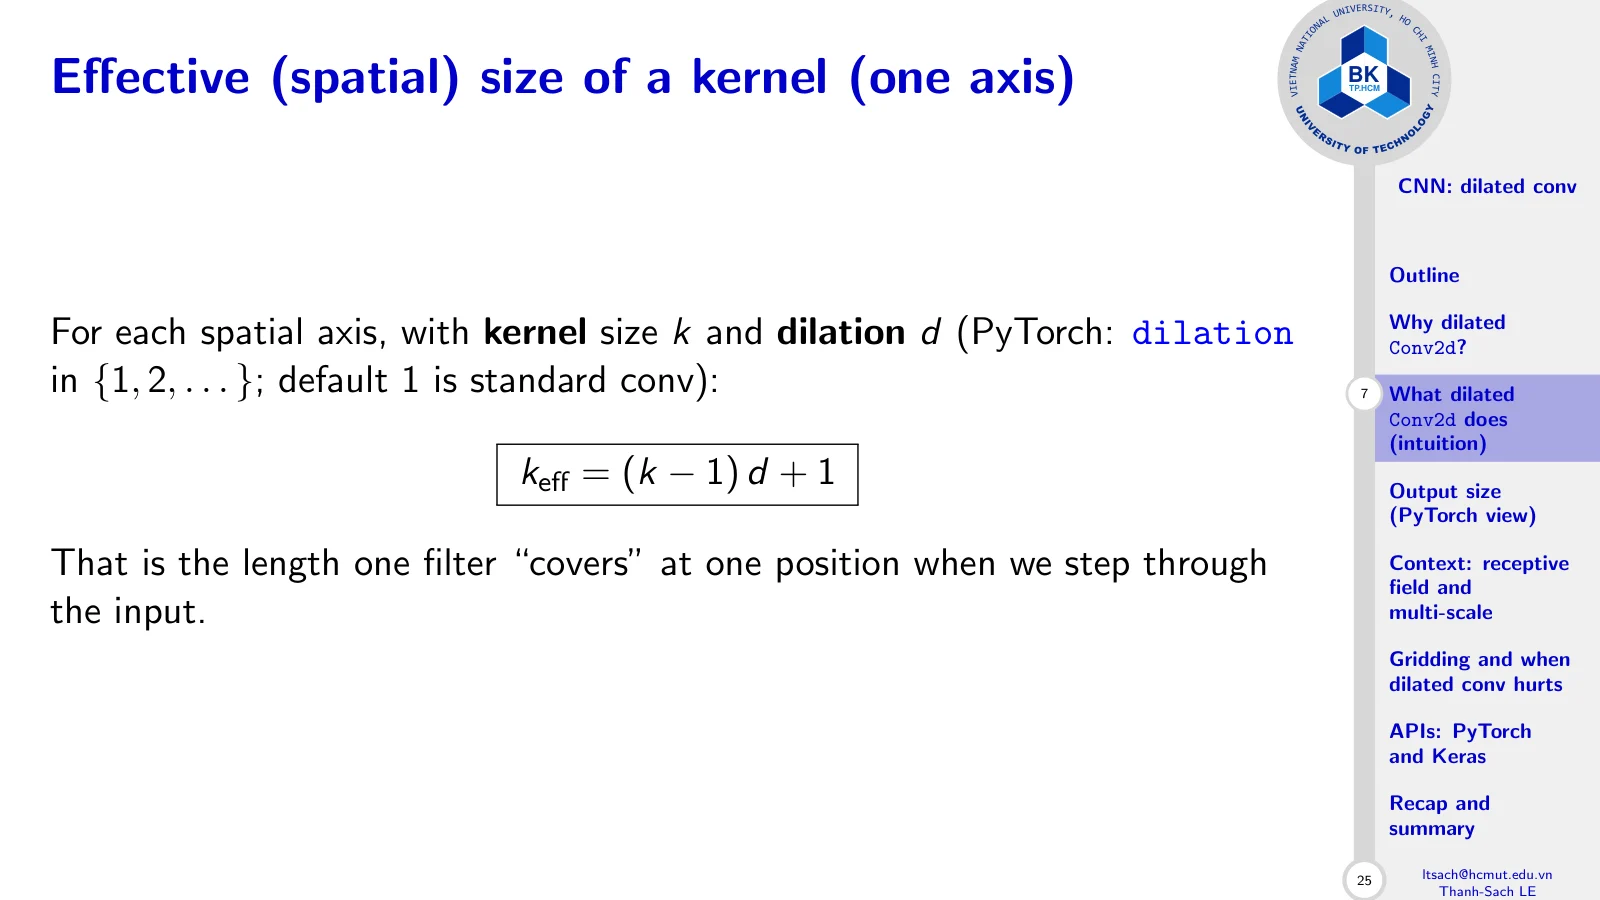 Effective (spatial) size of a kernel (one axis)
For each spatial axis, with kernel size k and dilation d (PyTorch: dilation
in {1, 2, . . . }; default 1 is standard conv):
k_eff = (k − 1) d + 1
That is the length one filter “covers” at one position when we step through
the input.
VIETNAM NATIONAL UNIVERSITY, HO CHI MINH CITY
BK
TP.HCM
UNIVERSITY OF TECHNOLOGY
CNN: dilated conv
Outline
Why dilated
Conv2d?
7
What dilated
Conv2d does
(intuition)
Output size
(PyTorch view)
Context: receptive
field and
multi-scale
Gridding and when
dilated conv hurts
APIs: PyTorch
and Keras
Recap and
summary
25
ltsach@hcmut.edu.vn
Thanh-Sach LE